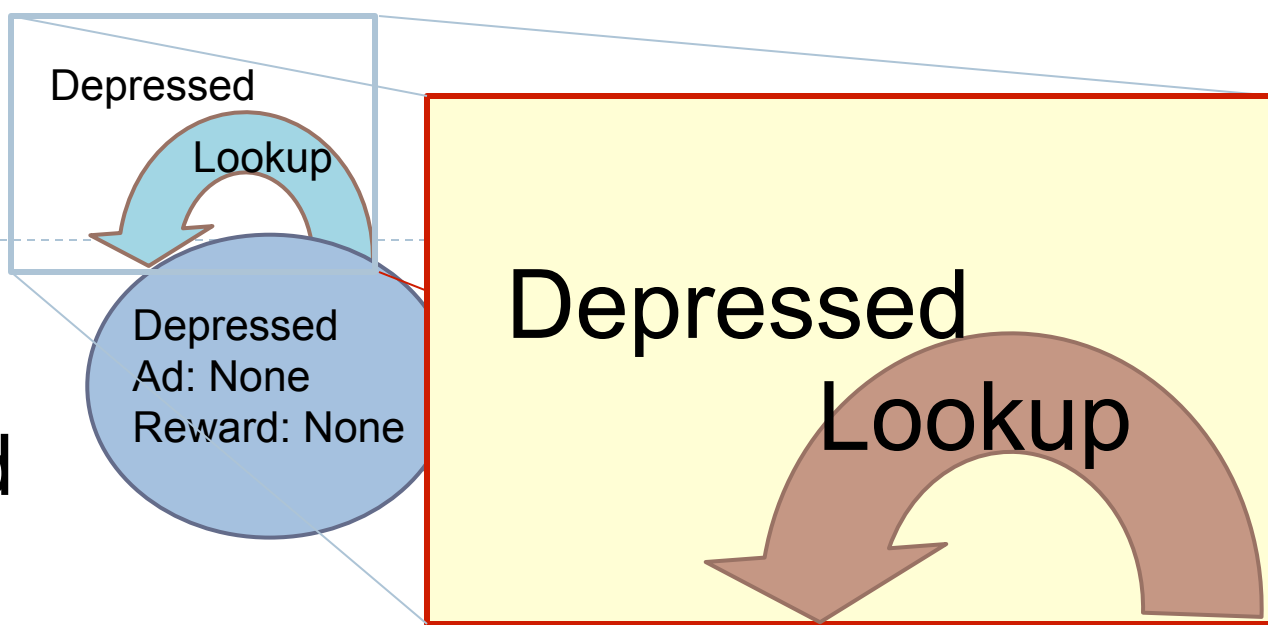 Depressed
Lookup
Depressed
Ad: None
Reward: None
Depressed
Lookup